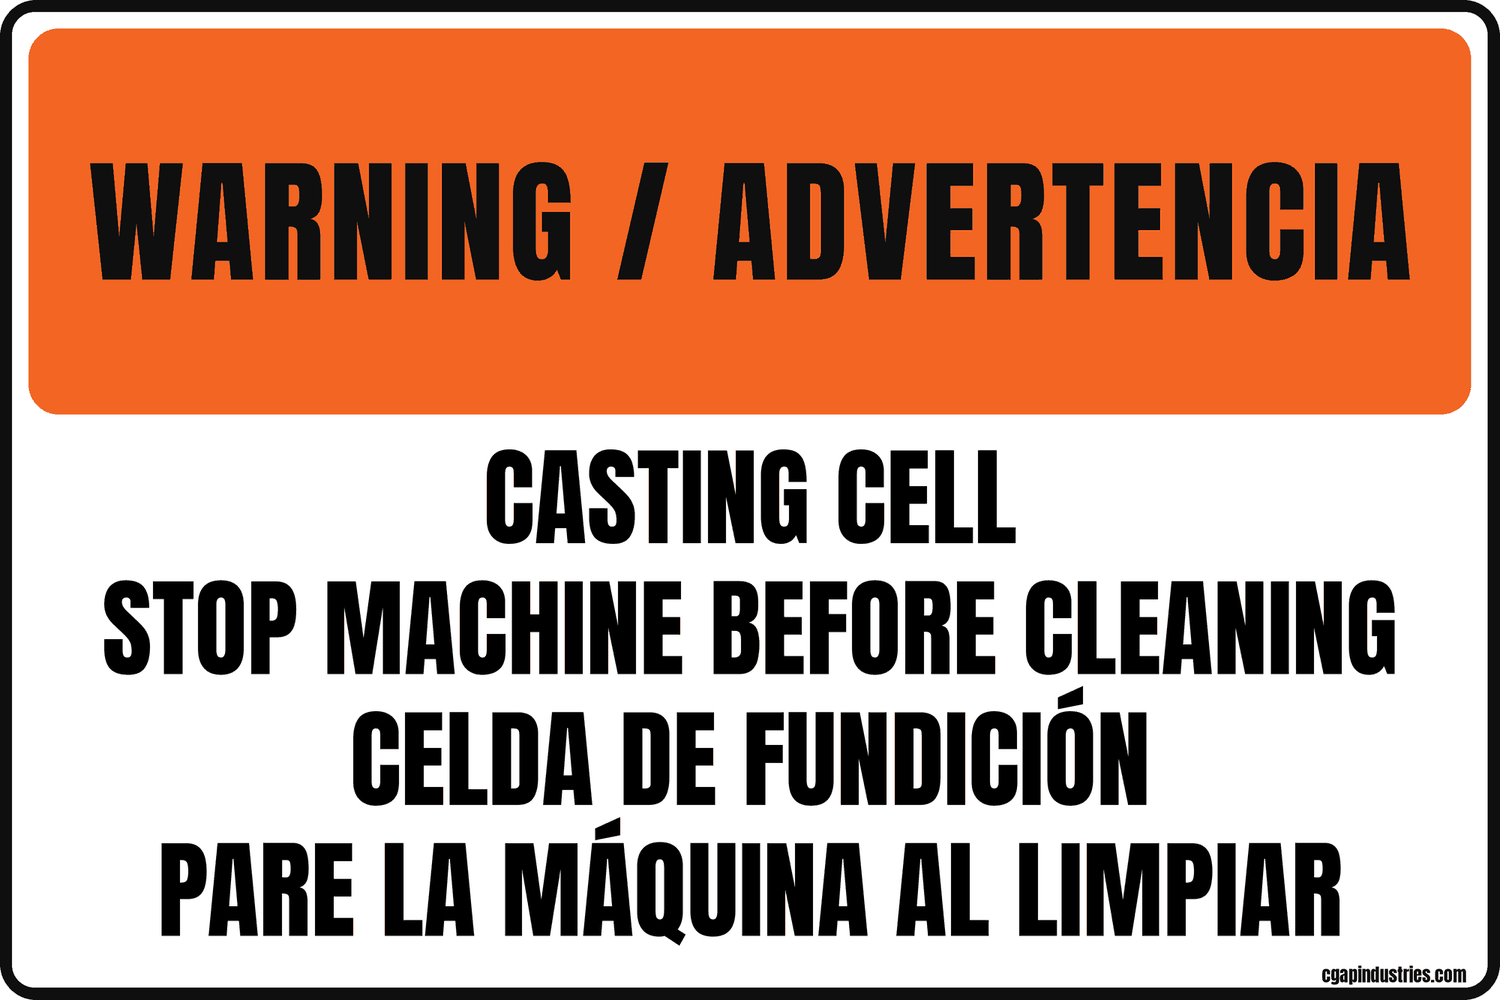 WARNING / ADVERTENCIA
CASTING CELL
STOP MACHINE BEFORE CLEANING
CELDA DE FUNDICIÓN
PARE LA MÁQUINA AL LIMPIAR
cgapindustries.com